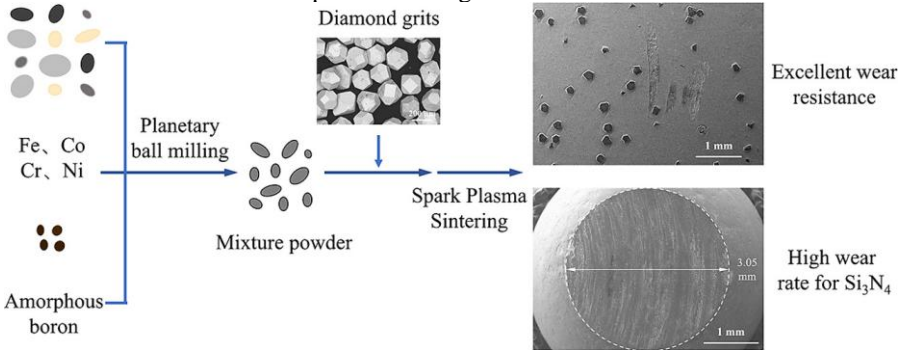 Diamond grits
Fe、Co
Cr、Ni
Amorphous
boron
Planetary
ball milling
Mixture powder
Spark Plasma
Sintering
1 mm
Excellent wear
resistance
3.05
mm
1 mm
High wear
rate for Si₃N₄